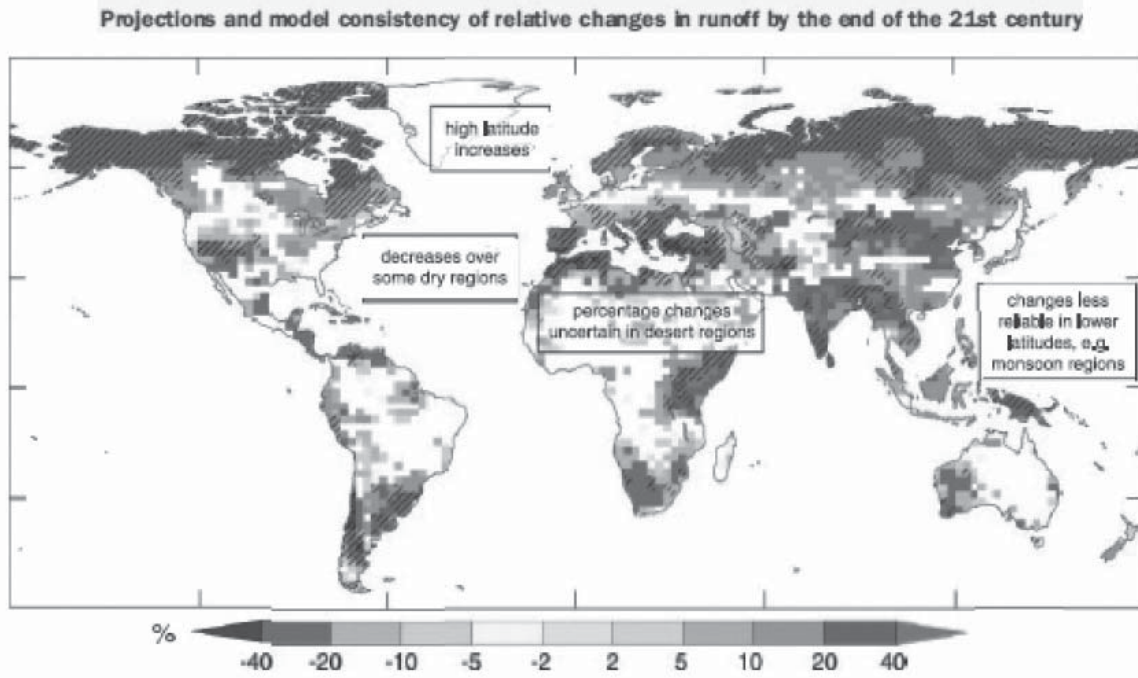 Projections and model consistency of relative changes in runoff by the end of the 21st century
high latitude
increases
decreases over
some dry regions
percentage changes
uncertain in desert regions
changes less
reliable in lower
latitudes, e.g.
monsoon regions
%
-40 -20 -10 -5 -2 2 5 10 20 40